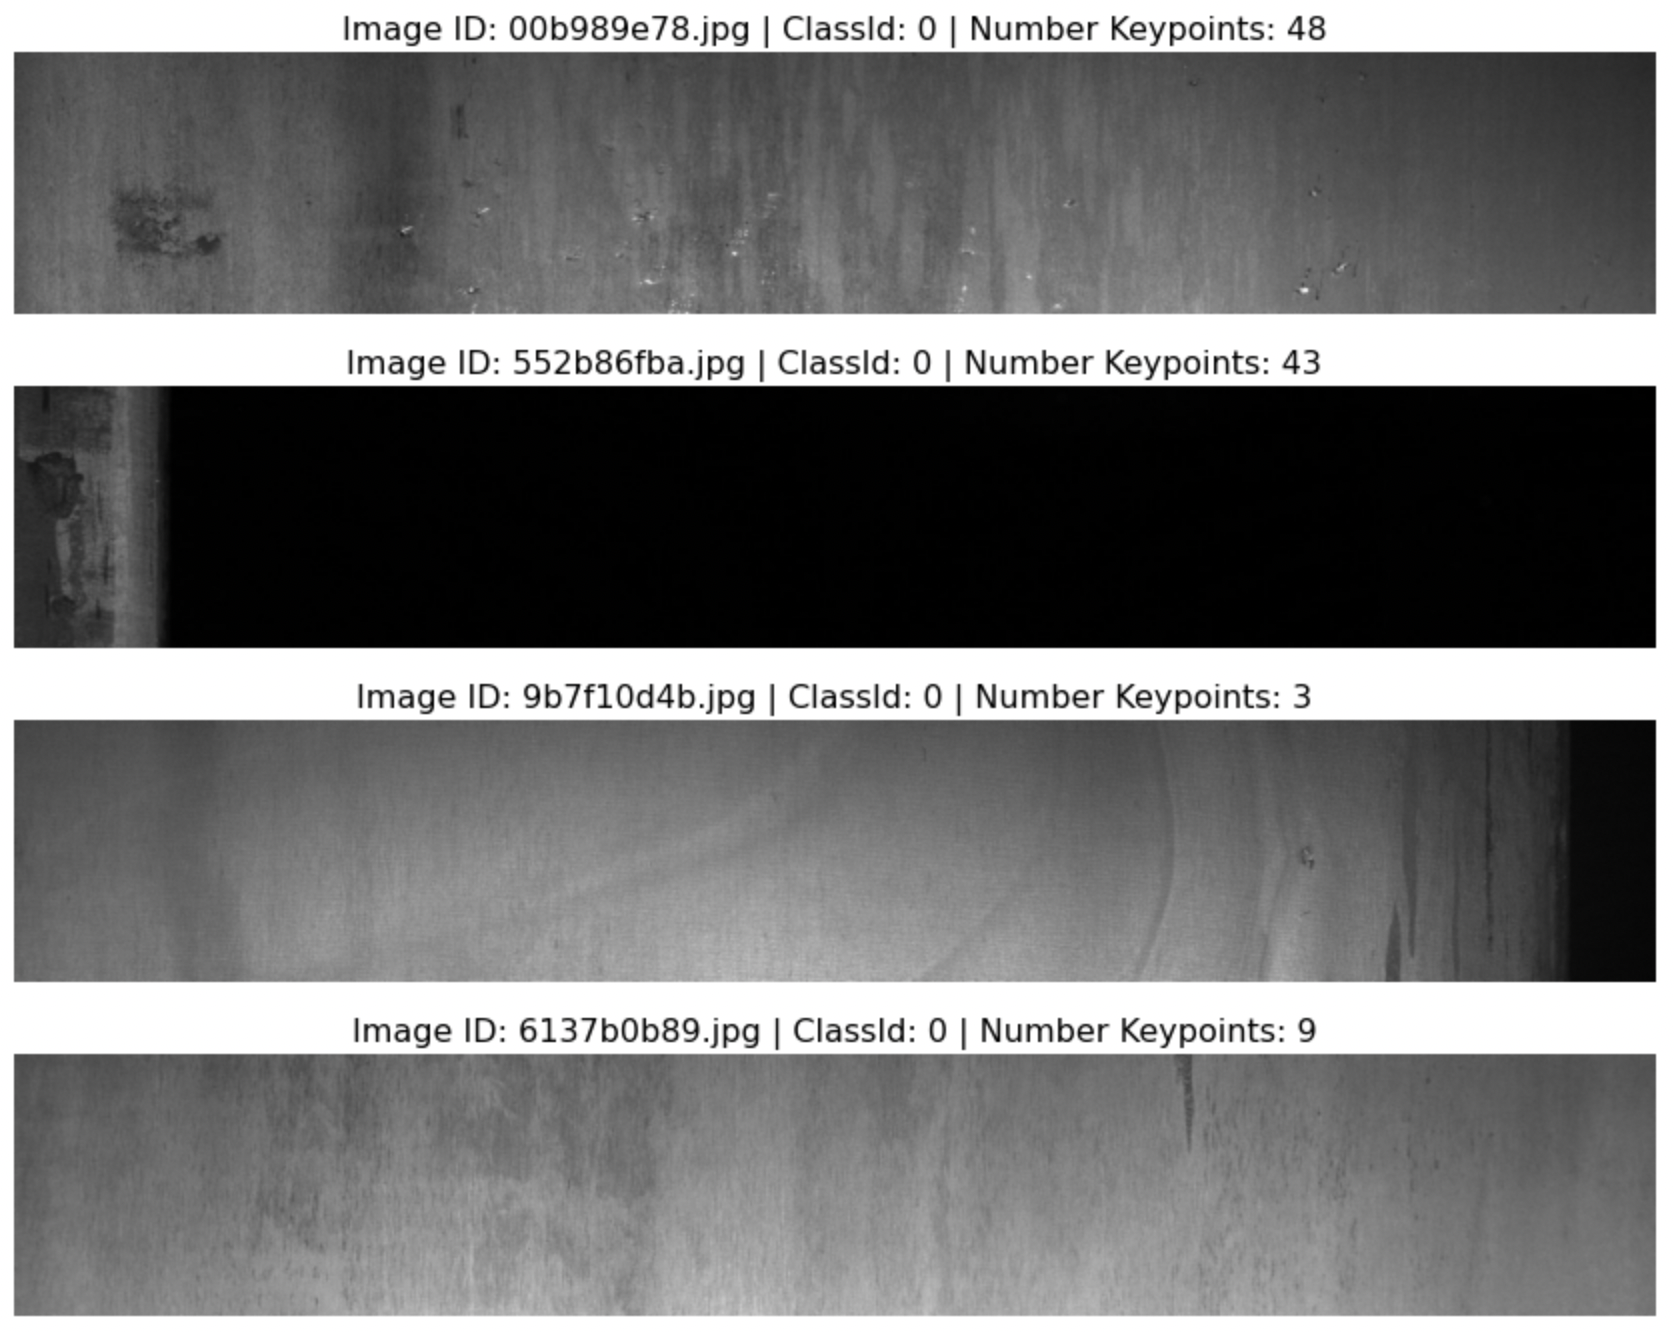 Image ID: 00b989e78.jpg | ClassId: 0 | Number Keypoints: 48
Image ID: 552b86fba.jpg | ClassId: 0 | Number Keypoints: 43
Image ID: 9b7f10d4b.jpg | ClassId: 0 | Number Keypoints: 3
Image ID: 6137b0b89.jpg | ClassId: 0 | Number Keypoints: 9